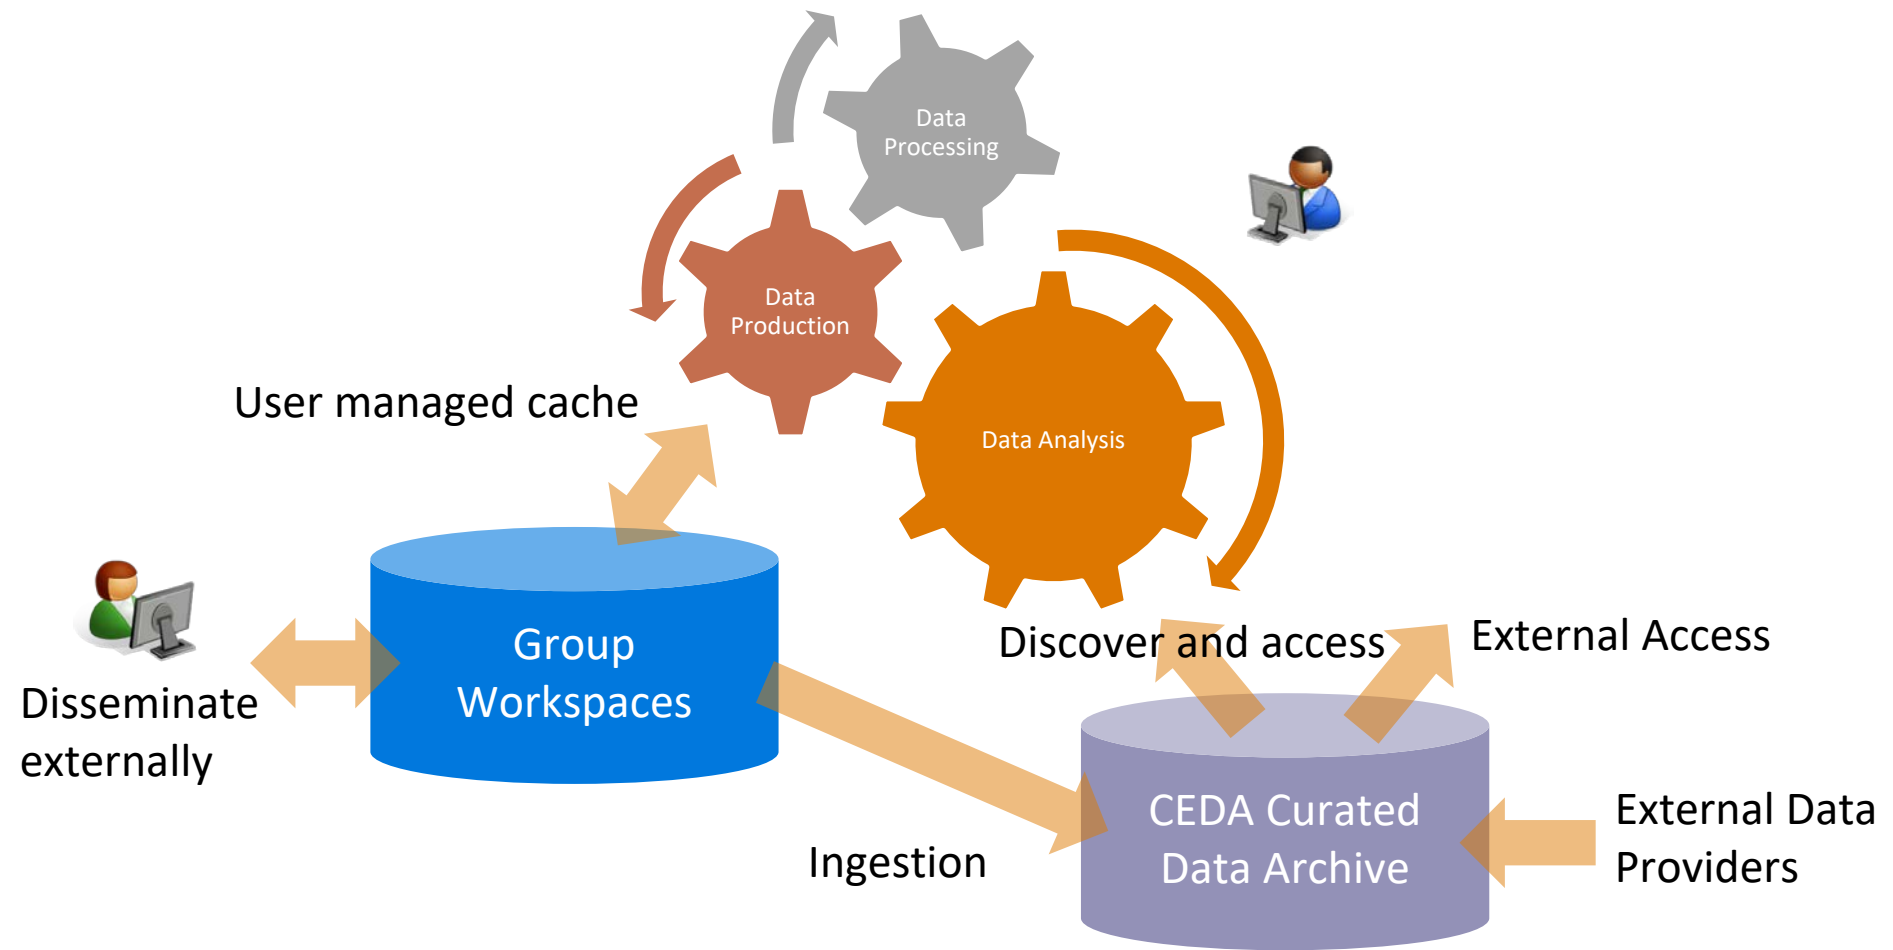 Data
Processing
Data
Production
User managed cache
Data Analysis
Group
Workspaces
Discover and access
External Access
Disseminate
externally
CEDA Curated
Data Archive
External Data
Providers
Ingestion